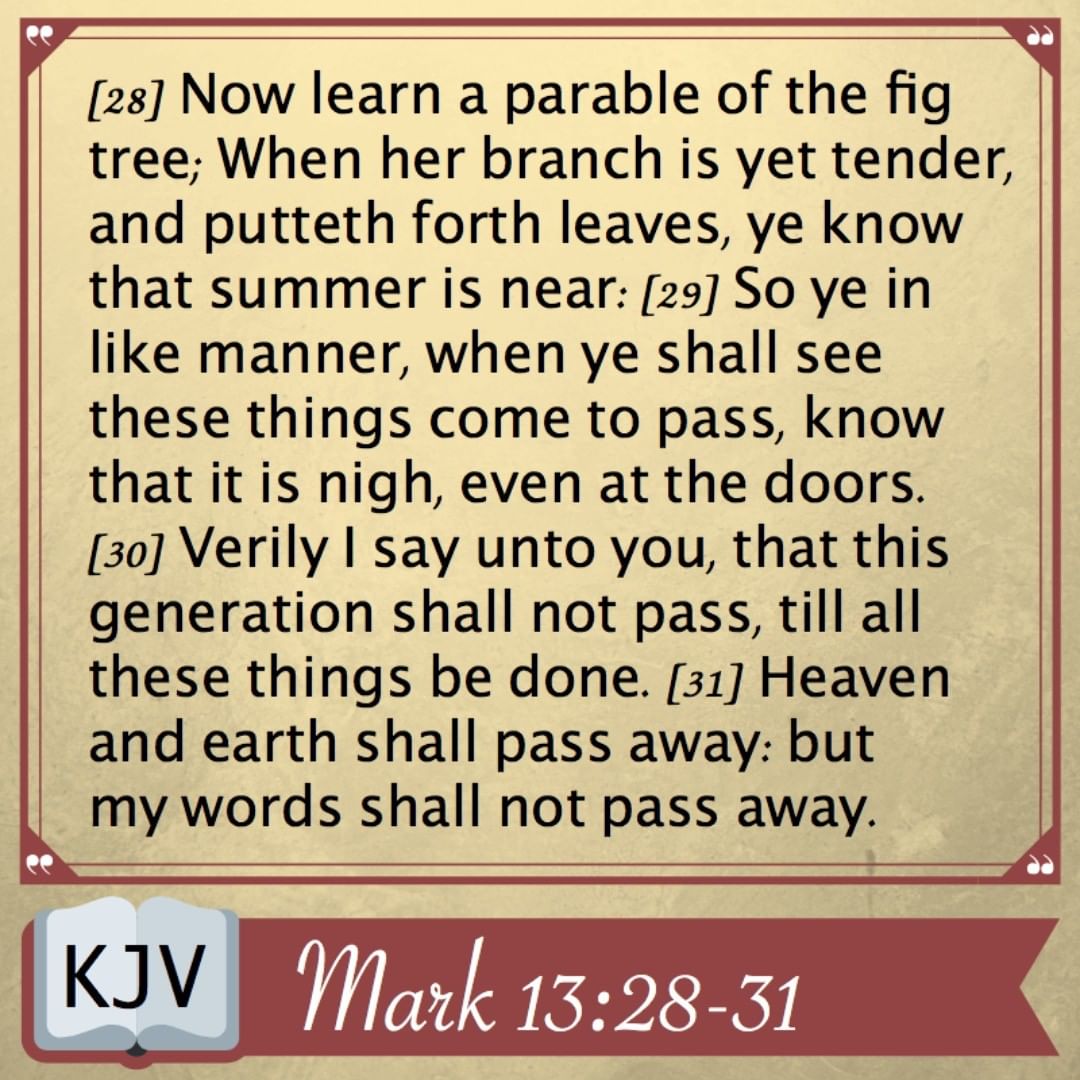 [28] Now learn a parable of the fig
tree; When her branch is yet tender,
and putteth forth leaves, ye know
that summer is near: [29] So ye in
like manner, when ye shall see
these things come to pass, know
that it is nigh, even at the doors.
[30] Verily I say unto you, that this
generation shall not pass, till all
these things be done. [31] Heaven
and earth shall pass away: but
my words shall not pass away.
KJV
Mark 13:28-31